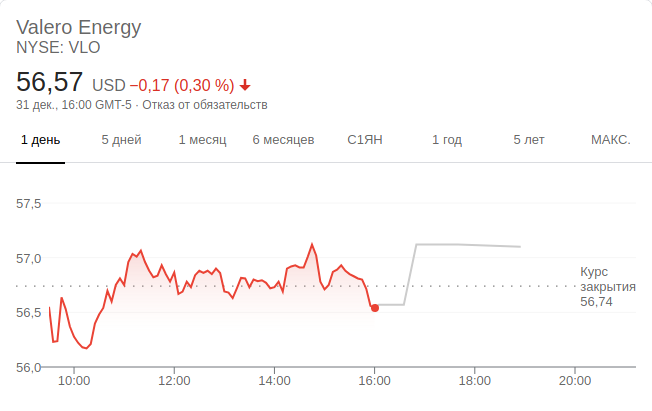 Valero Energy
NYSE: VLO
56,57 USD −0,17 (0,30 %)
31 дек., 16:00 GMT-5 · Отказ от обязательств
1 день 5 дней 1 месяц 6 месяцев С1ЯН 1 год 5 лет МАКС.
57,5
57,0
Курс
закрытия
56,74
56,5
56,0
10:00 12:00 14:00 16:00 18:00 20:00